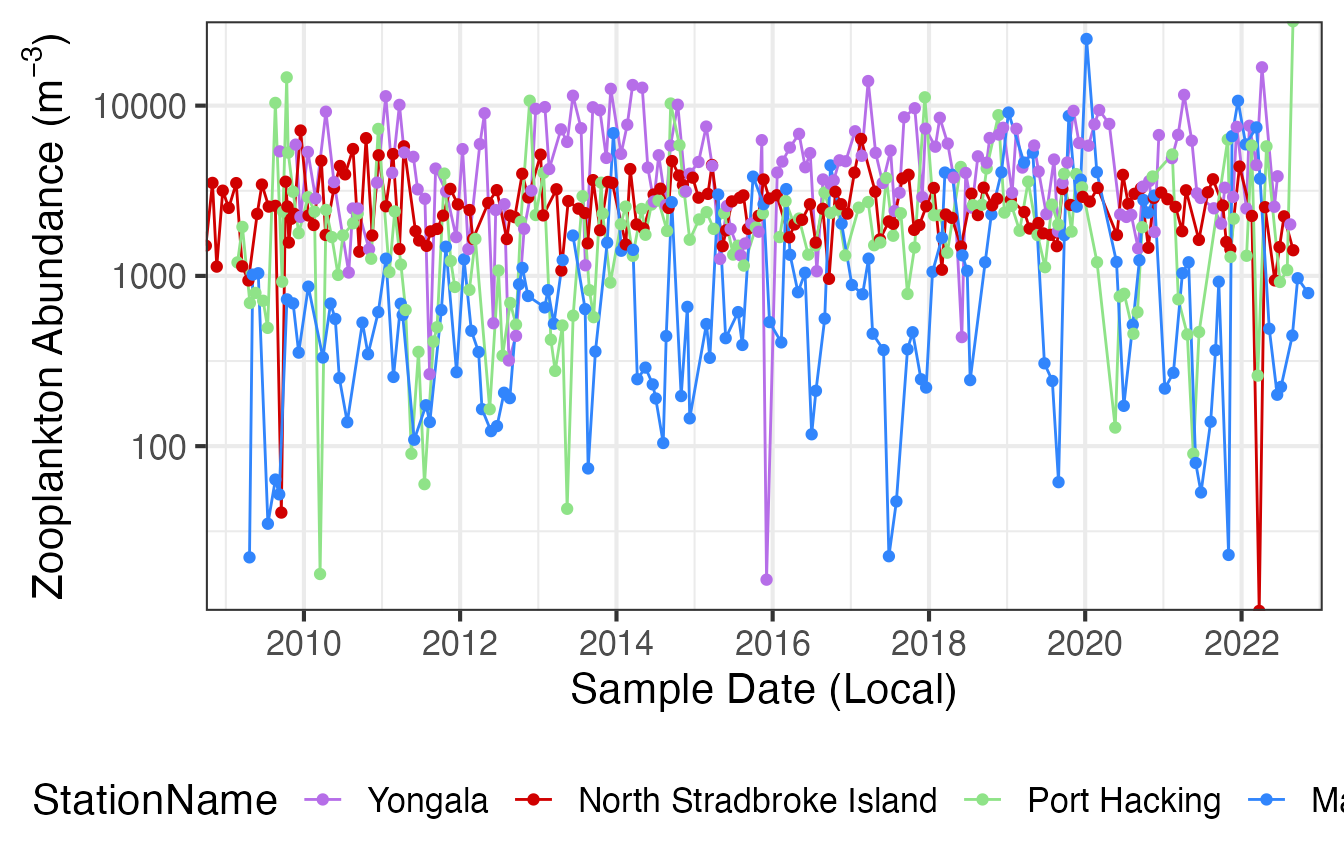 Zooplankton Abundance (m⁻³)
10000
1000
100
2010 2012 2014 2016 2018 2020 2022
Sample Date (Local)
StationName Yongala North Stradbroke Island Port Hacking